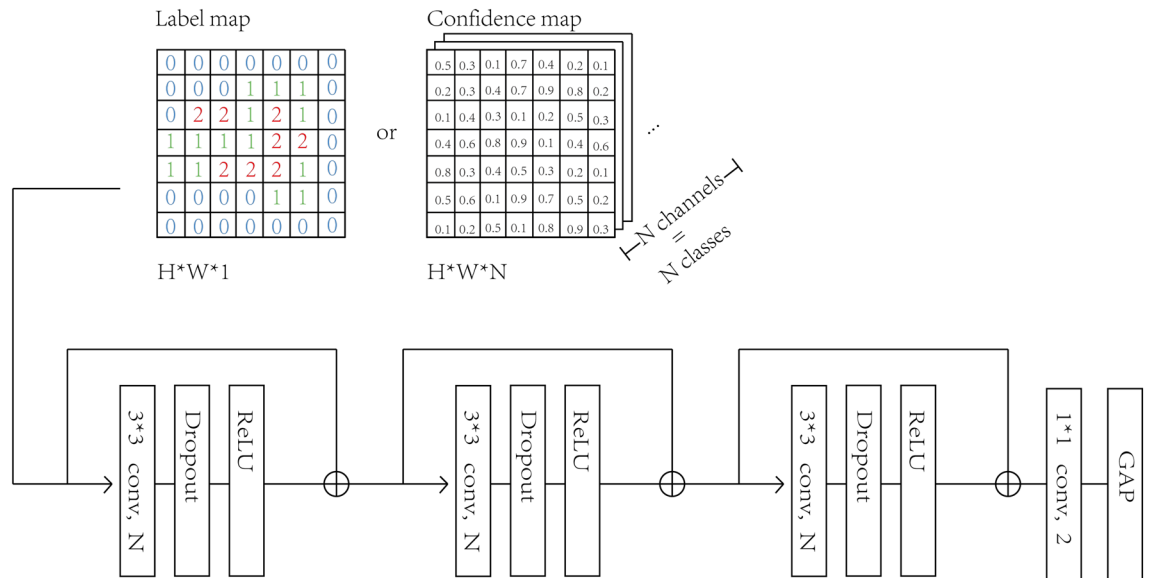 Label map
Confidence map
0 0 0 0 0 0 0
0 0 0 1 1 1 0
0 2 2 1 2 1 0
1 1 1 1 2 2 0
1 1 2 2 2 1 0
0 0 0 0 1 1 0
0 0 0 0 0 0 0
or
0.5 0.3 0.1 0.7 0.4 0.2 0.1
0.2 0.3 0.4 0.7 0.9 0.8 0.2
0.1 0.4 0.3 0.1 0.2 0.5 0.3
0.4 0.6 0.8 0.9 0.1 0.4 0.6
0.8 0.3 0.4 0.5 0.3 0.2 0.1
0.5 0.6 0.1 0.9 0.7 0.5 0.2
0.1 0.2 0.5 0.1 0.8 0.9 0.3
...
N channels
=
N classes
H*W*1
H*W*N
3*3 conv, N
Dropout
ReLU
3*3 conv, N
Dropout
ReLU
3*3 conv, N
Dropout
ReLU
1*1 conv, 2
GAP